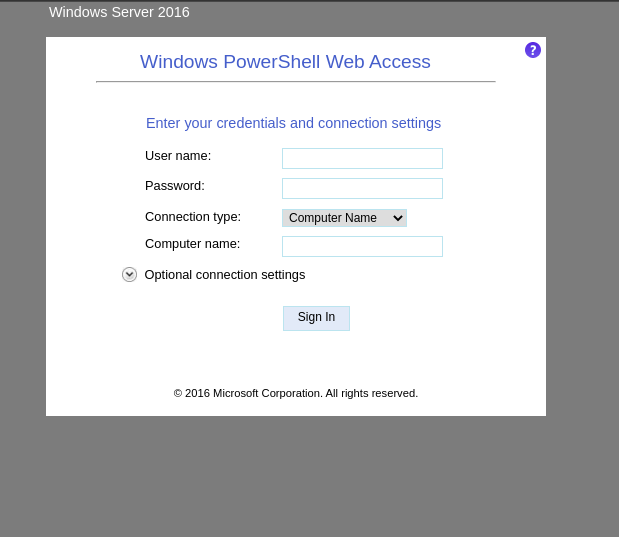 Windows Server 2016
?
Windows PowerShell Web Access
Enter your credentials and connection settings
User name:
Password:
Connection type: Computer Name
Computer name:
Optional connection settings
Sign In
© 2016 Microsoft Corporation. All rights reserved.